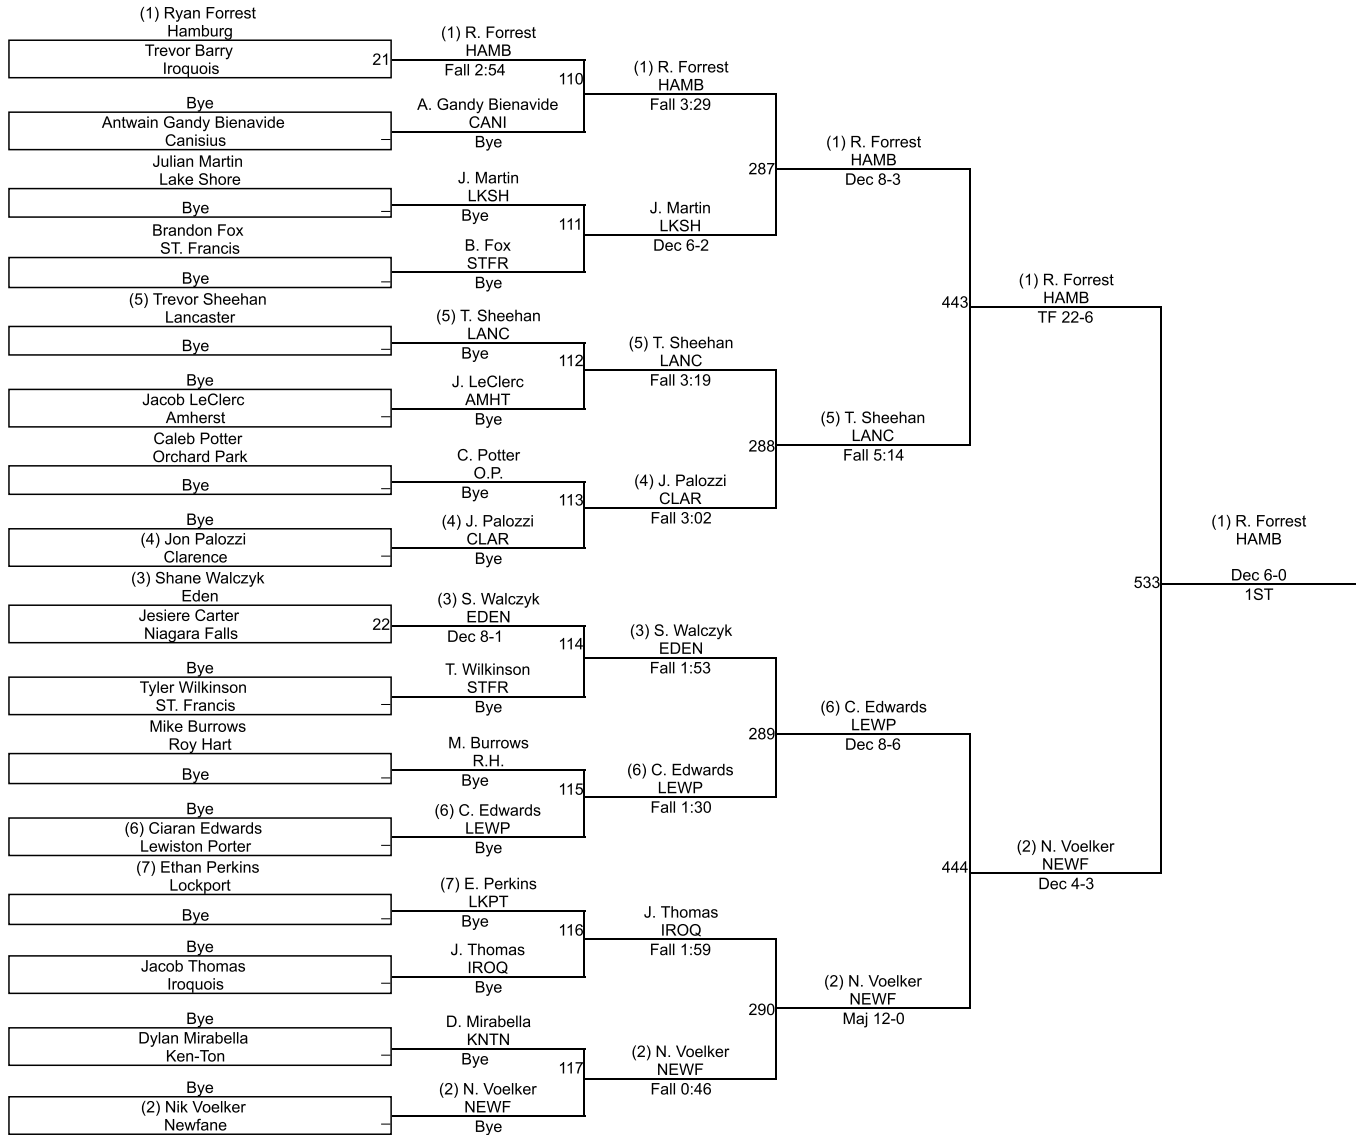 (1) Ryan Forrest
Hamburg
Trevor Barry
Iroquois
21
Bye
Antwain Gandy Bienavide
Canisius
Julian Martin
Lake Shore
Bye
Brandon Fox
ST. Francis
Bye
(5) Trevor Sheehan
Lancaster
Bye
Bye
Jacob LeClerc
Amherst
Caleb Potter
Orchard Park
Bye
Bye
(4) Jon Palozzi
Clarence
(3) Shane Walczyk
Eden
Jesiere Carter
Niagara Falls
22
Bye
Tyler Wilkinson
ST. Francis
Mike Burrows
Roy Hart
Bye
Bye
(6) Ciaran Edwards
Lewiston Porter
(7) Ethan Perkins
Lockport
Bye
Bye
Jacob Thomas
Iroquois
Bye
Dylan Mirabella
Ken-Ton
Bye
(2) Nik Voelker
Newfane
(1) R. Forrest
HAMB
Fall 2:54
110
A. Gandy Bienavide
CANI
Bye
J. Martin
LKSH
Bye
111
B. Fox
STFR
Bye
(5) T. Sheehan
LANC
Bye
112
J. LeClerc
AMHT
Bye
C. Potter
O.P.
Bye
113
(4) J. Palozzi
CLAR
Bye
(3) S. Walczyk
EDEN
Dec 8-1
114
T. Wilkinson
STFR
Bye
M. Burrows
R.H.
Bye
115
(6) C. Edwards
LEWP
Bye
(7) E. Perkins
LKPT
Bye
116
J. Thomas
IROQ
Bye
D. Mirabella
KNTN
Bye
117
(2) N. Voelker
NEWF
Bye
(1) R. Forrest
HAMB
Fall 3:29
287
J. Martin
LKSH
Dec 6-2
(5) T. Sheehan
LANC
Fall 3:19
288
(4) J. Palozzi
CLAR
Fall 3:02
(3) S. Walczyk
EDEN
Fall 1:53
289
(6) C. Edwards
LEWP
Fall 1:30
J. Thomas
IROQ
Fall 1:59
290
(2) N. Voelker
NEWF
Fall 0:46
(1) R. Forrest
HAMB
Dec 8-3
443
(5) T. Sheehan
LANC
Fall 5:14
(6) C. Edwards
LEWP
Dec 8-6
444
(2) N. Voelker
NEWF
Maj 12-0
(1) R. Forrest
HAMB
TF 22-6
533
(2) N. Voelker
NEWF
Dec 4-3
(1) R. Forrest
HAMB
Dec 6-0
1ST